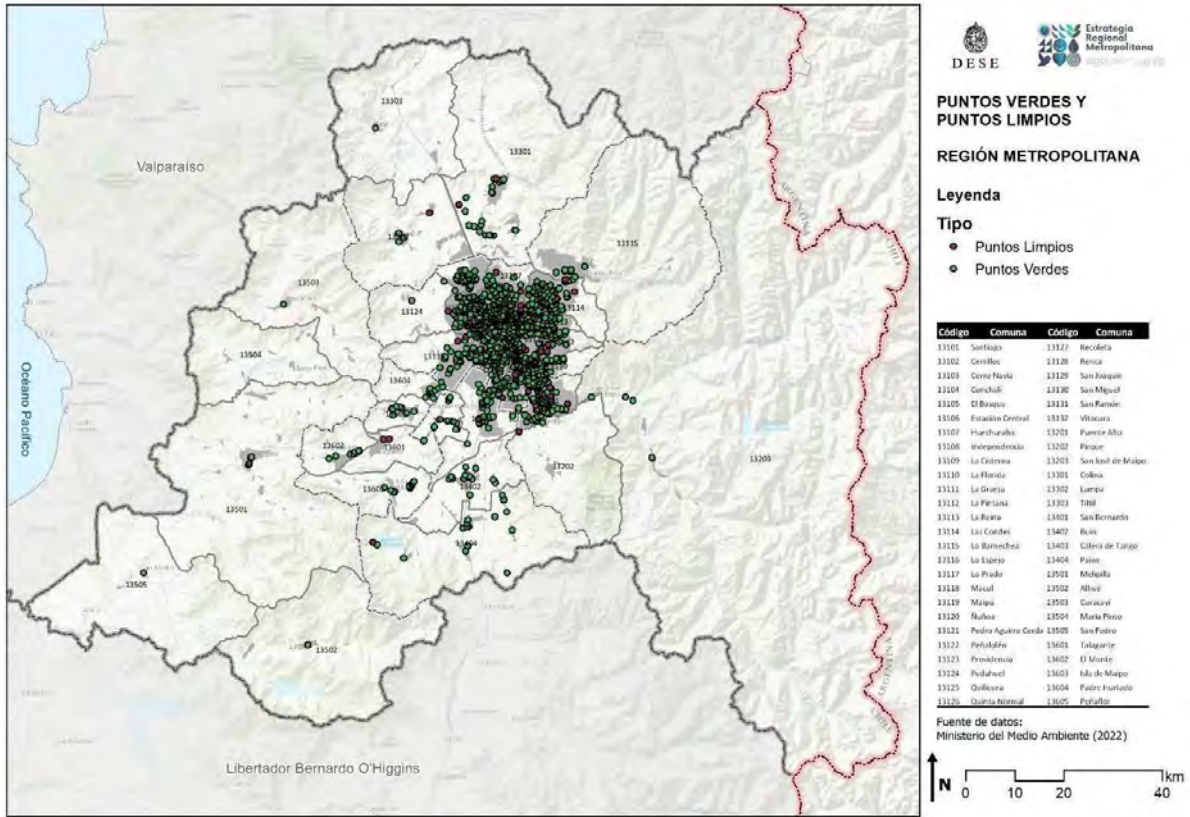 DESE
Estrategia
Regional
Metropolitana
PUNTOS VERDES Y
PUNTOS LIMPIOS
REGIÓN METROPOLITANA
Leyenda
Tipo
Puntos Limpios
Puntos Verdes
Código Comuna Código Comuna
13101 Santiago 13127 Recoleta
13102 Cerrillos 13128 Renca
13103 Cerro Navia 13129 San Joaquin
13104 Conchalí 13130 San Miguel
13105 El Bosque 13131 San Ramón
13106 Estación Central 13132 Vitacura
13107 Huechuraba 13201 Puente Alto
13108 Independencia 13202 Pirque
13109 La Cisterna 13203 San José de Maipo
13110 La Florida 13301 Colina
13111 La Granja 13302 Lampa
13112 La Pintana 13303 Tiltil
13113 La Reina 13401 San Bernardo
13114 Las Condes 13402 Buin
13115 Lo Barnechea 13403 Calera de Tango
13116 Lo Espejo 13404 Paine
13117 Lo Prado 13501 Melipilla
13118 Macul 13502 Alhué
13119 Maipú 13503 Curacaví
13120 Ñuñoa 13504 María Pinto
13121 Pedro Aguirre Cerda 13505 San Pedro
13122 Peñalolén 13601 Talagante
13123 Providencia 13602 El Monte
13124 Pudahuel 13603 Isla de Maipo
13125 Quilicura 13604 Padre Hurtado
13126 Quinta Normal 13605 Peñaflor
Fuente de datos:
Ministerio del Medio Ambiente (2022)
N
0 10 20 40 km
Valparaíso
Océano Pacífico
Libertador Bernardo O'Higgins
ARGENTINA
CHILE
ARGENTINA
CHILE
13303
13301
13115
13503
13124
13114
13504
13604
13602
13601
13202
13203
13501
13404
13505
13502